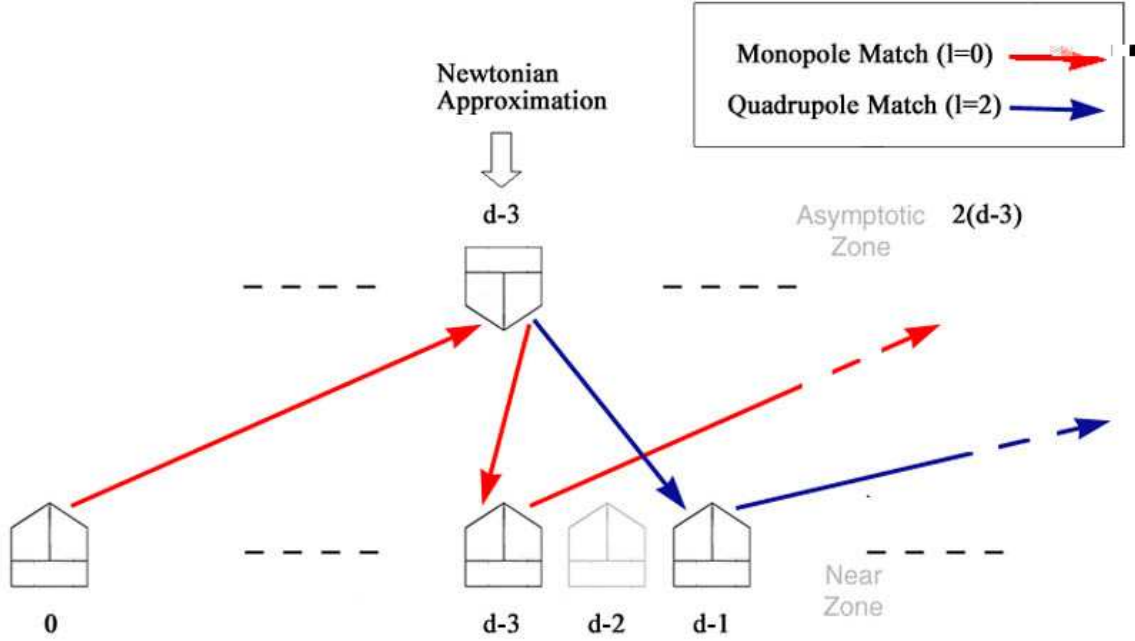 Monopole Match (l=0)
Quadrupole Match (l=2)
Newtonian
Approximation
d-3
Asymptotic
Zone
2(d-3)
0
d-3
d-2
d-1
Near
Zone